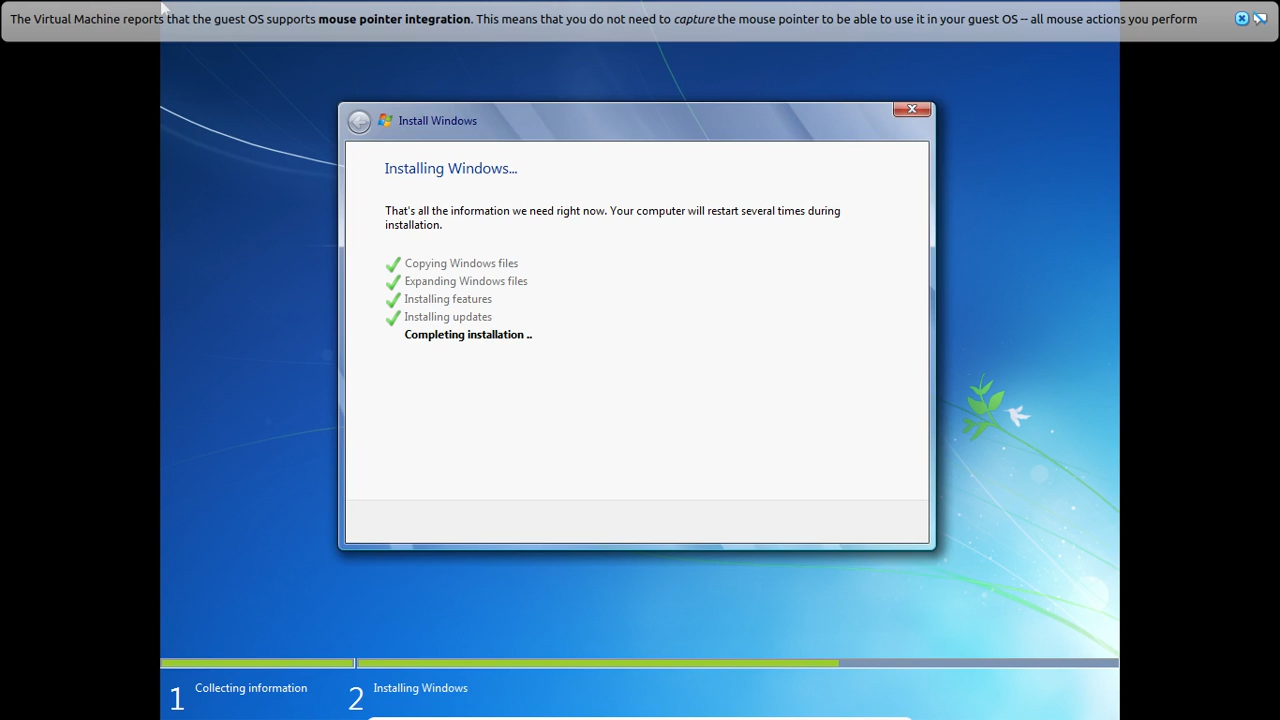 The Virtual Machine reports that the guest OS supports mouse pointer integration. This means that you do not need to capture the mouse pointer to be able to use it in your guest OS -- all mouse actions you perform
Install Windows
Installing Windows...
That's all the information we need right now. Your computer will restart several times during
installation.
Copying Windows files
Expanding Windows files
Installing features
Installing updates
Completing installation ..
1 Collecting information
2 Installing Windows